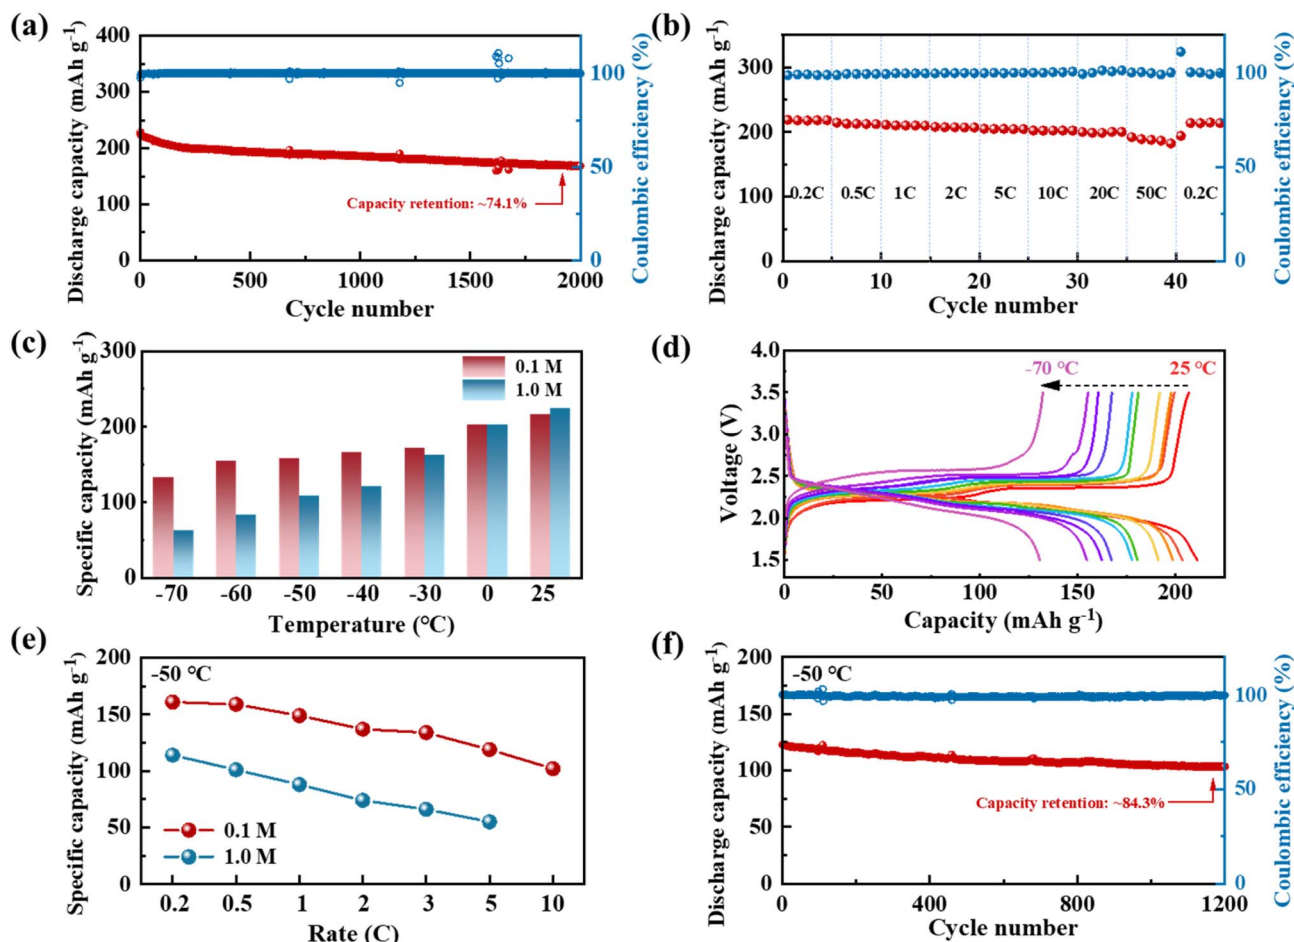 (a)
Discharge capacity (mAh g-1)
400
300
200
100
0
Capacity retention: ~74.1%
100
50
0
Coulombic efficiency (%)
0 500 1000 1500 2000
Cycle number
(b)
Discharge capacity (mAh g-1)
300
200
100
0
0.2C 0.5C 1C 2C 5C 10C 20C 50C 0.2C
100
50
0
Coulombic efficiency (%)
0 10 20 30 40
Cycle number
(c)
Specific capacity (mAh g-1)
300
200
100
0
0.1 M
1.0 M
-70 -60 -50 -40 -30 0 25
Temperature (°C)
(d)
Voltage (V)
4.0
3.5
3.0
2.5
2.0
1.5
-70 °C 25 °C
0 50 100 150 200
Capacity (mAh g-1)
(e)
Specific capacity (mAh g-1)
200
150
100
50
0
-50 °C
0.1 M
1.0 M
0.2 0.5 1 2 3 5 10
Rate (C)
(f)
Discharge capacity (mAh g-1)
200
150
100
50
0
-50 °C
Capacity retention: ~84.3%
100
50
0
Coulombic efficiency (%)
0 400 800 1200
Cycle number